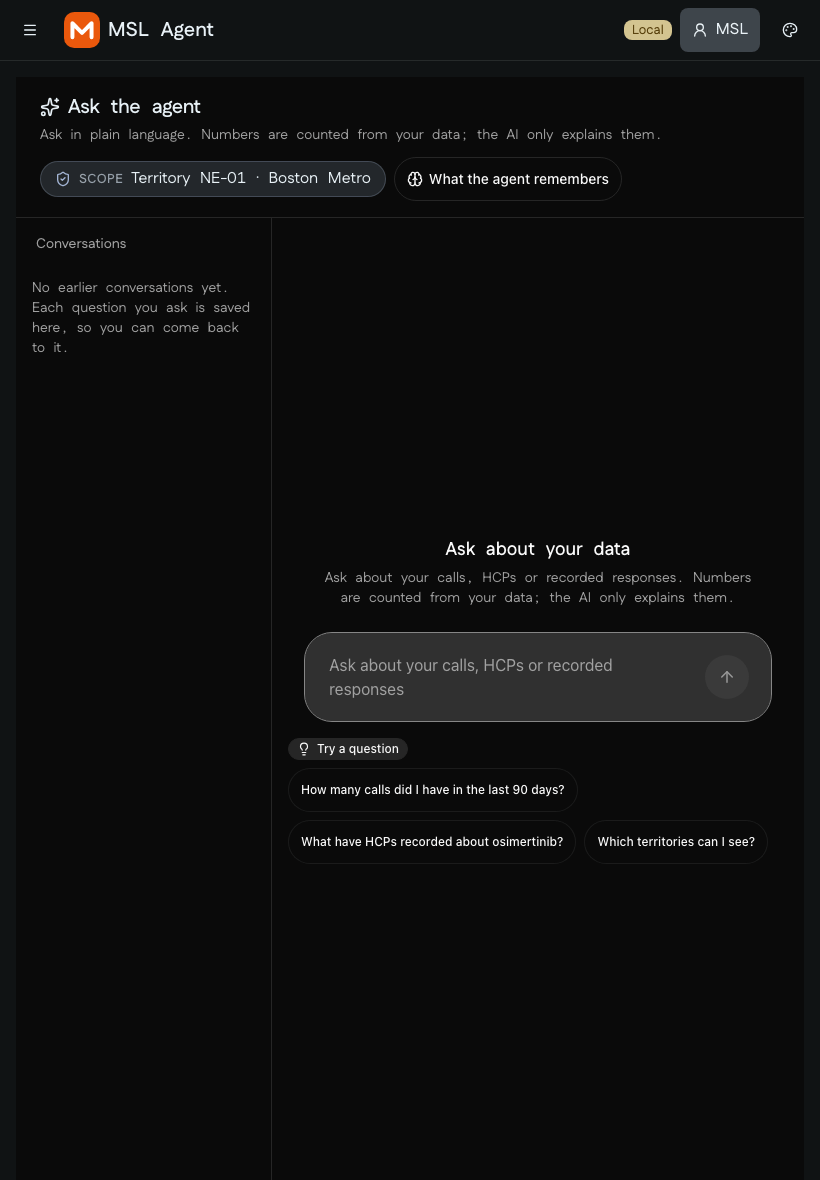 MSL Agent
Local
MSL
Ask the agent
Ask in plain language. Numbers are counted from your data; the AI only explains them.
SCOPE Territory NE-01 · Boston Metro
What the agent remembers
Conversations
No earlier conversations yet.
Each question you ask is saved
here, so you can come back
to it.
Ask about your data
Ask about your calls, HCPs or recorded responses. Numbers
are counted from your data; the AI only explains them.
Ask about your calls, HCPs or recorded
responses
Try a question
How many calls did I have in the last 90 days?
What have HCPs recorded about osimertinib?
Which territories can I see?